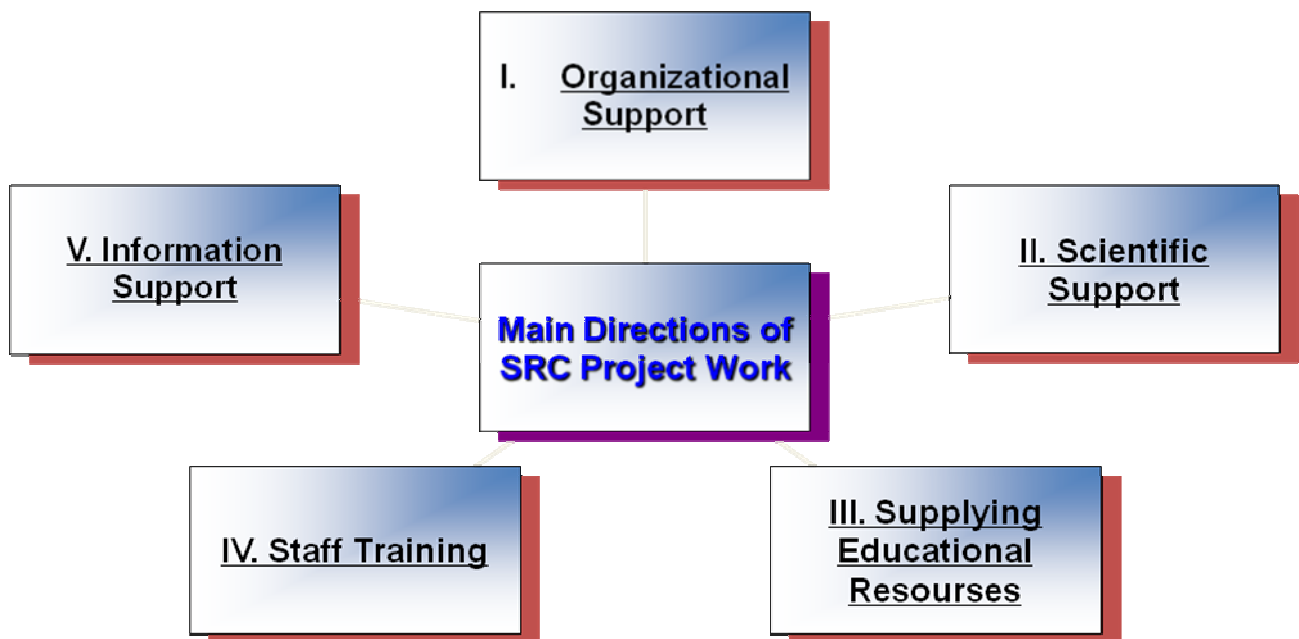 I. Organizational
Support
V. Information
Support
II. Scientific
Support
Main Directions of
SRC Project Work
IV. Staff Training
III. Supplying
Educational
Resourses